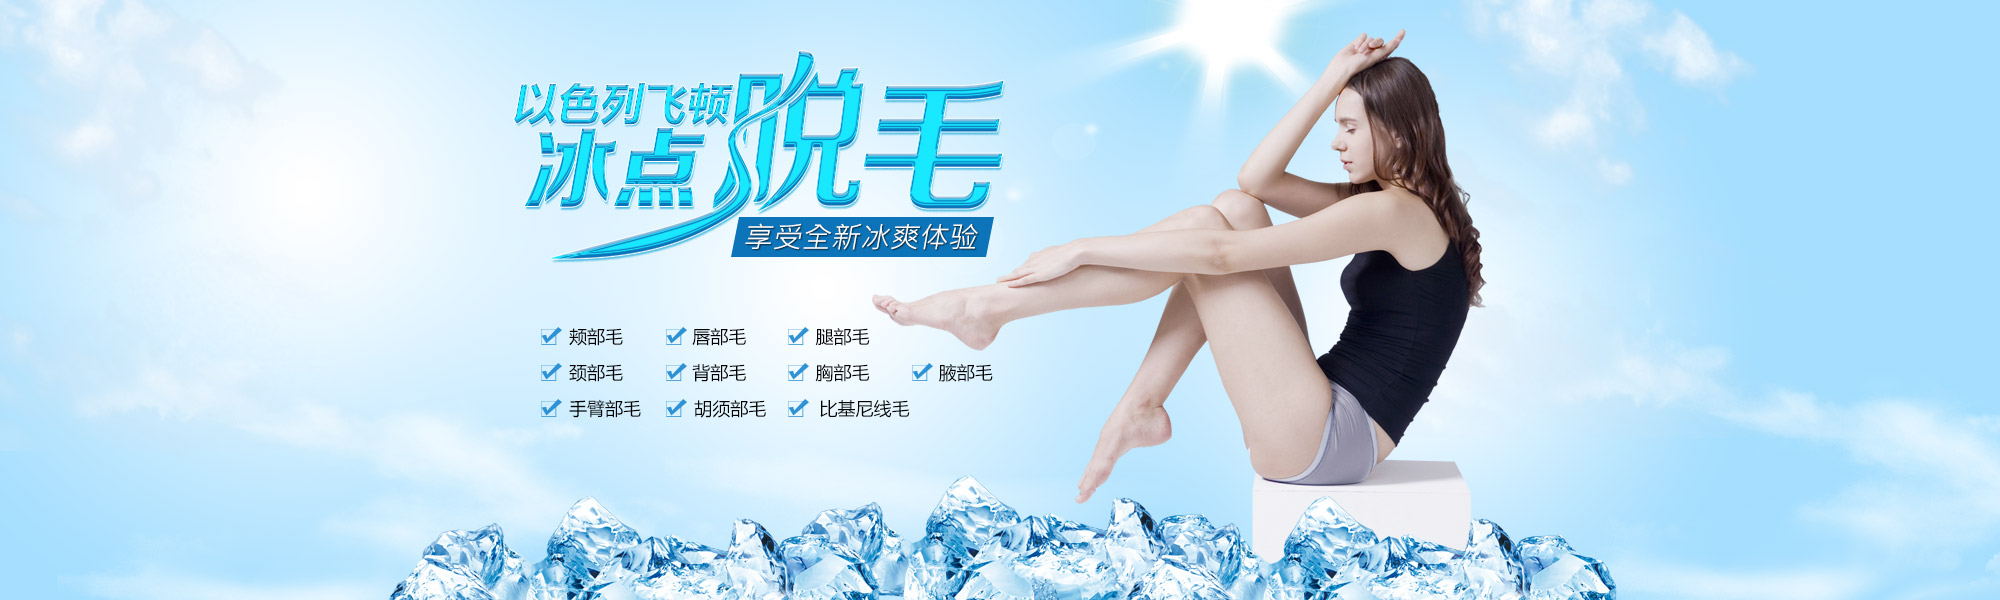 以色列飞顿
冰点脱毛
享受全新冰爽体验
颊部毛 唇部毛 腿部毛
颈部毛 背部毛 胸部毛 腋部毛
手臂部毛 胡须部毛 比基尼线毛